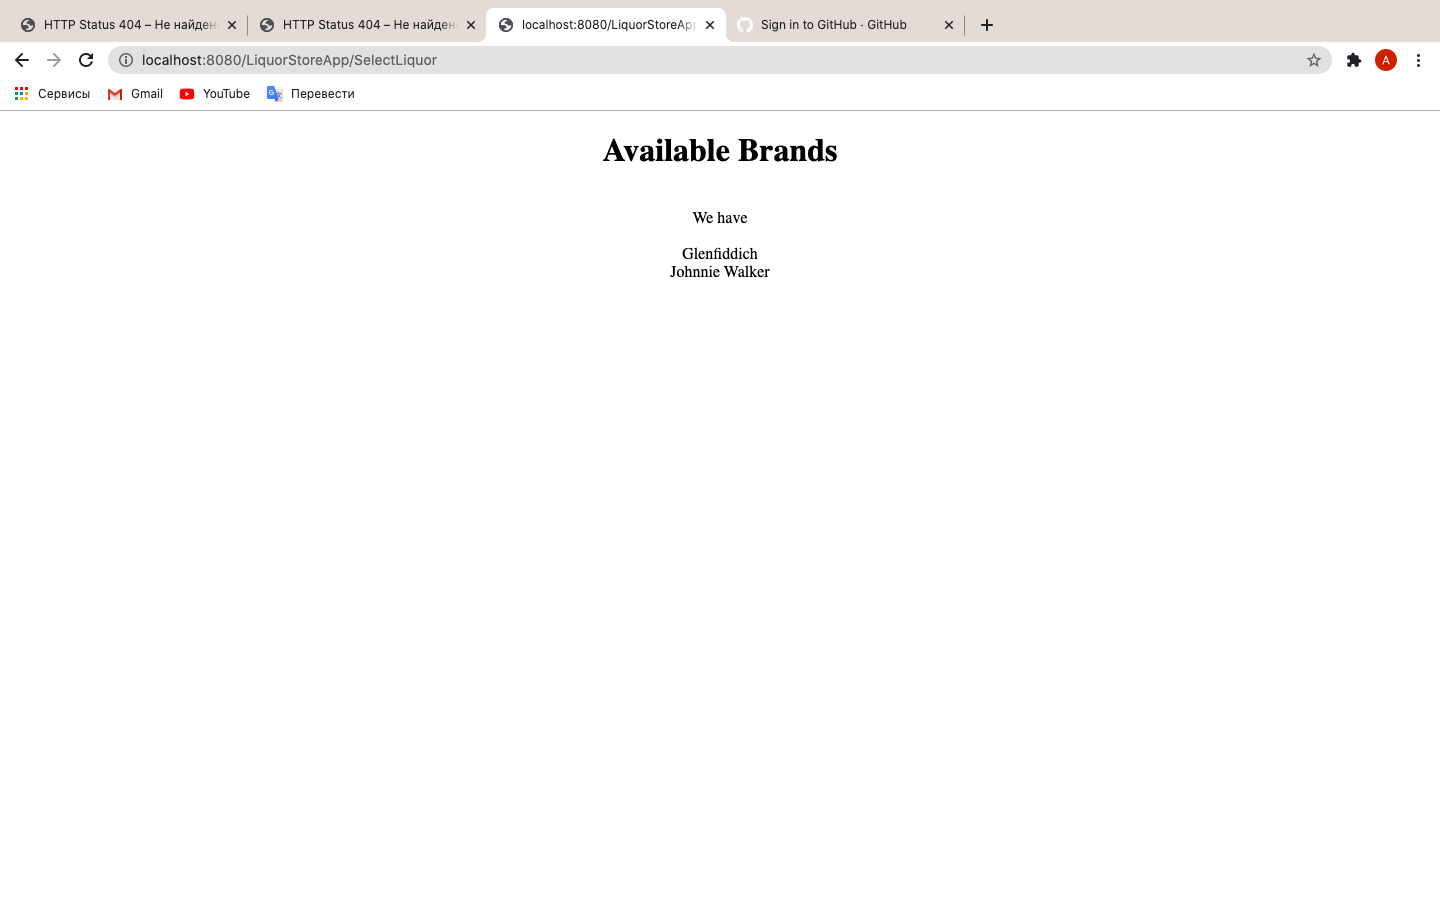 HTTP Status 404 – Не найден
HTTP Status 404 – Не найден
localhost:8080/LiquorStoreApp
Sign in to GitHub · GitHub
localhost:8080/LiquorStoreApp/SelectLiquor
A
Сервисы
Gmail
YouTube
Перевести
Available Brands
We have
Glenfiddich
Johnnie Walker